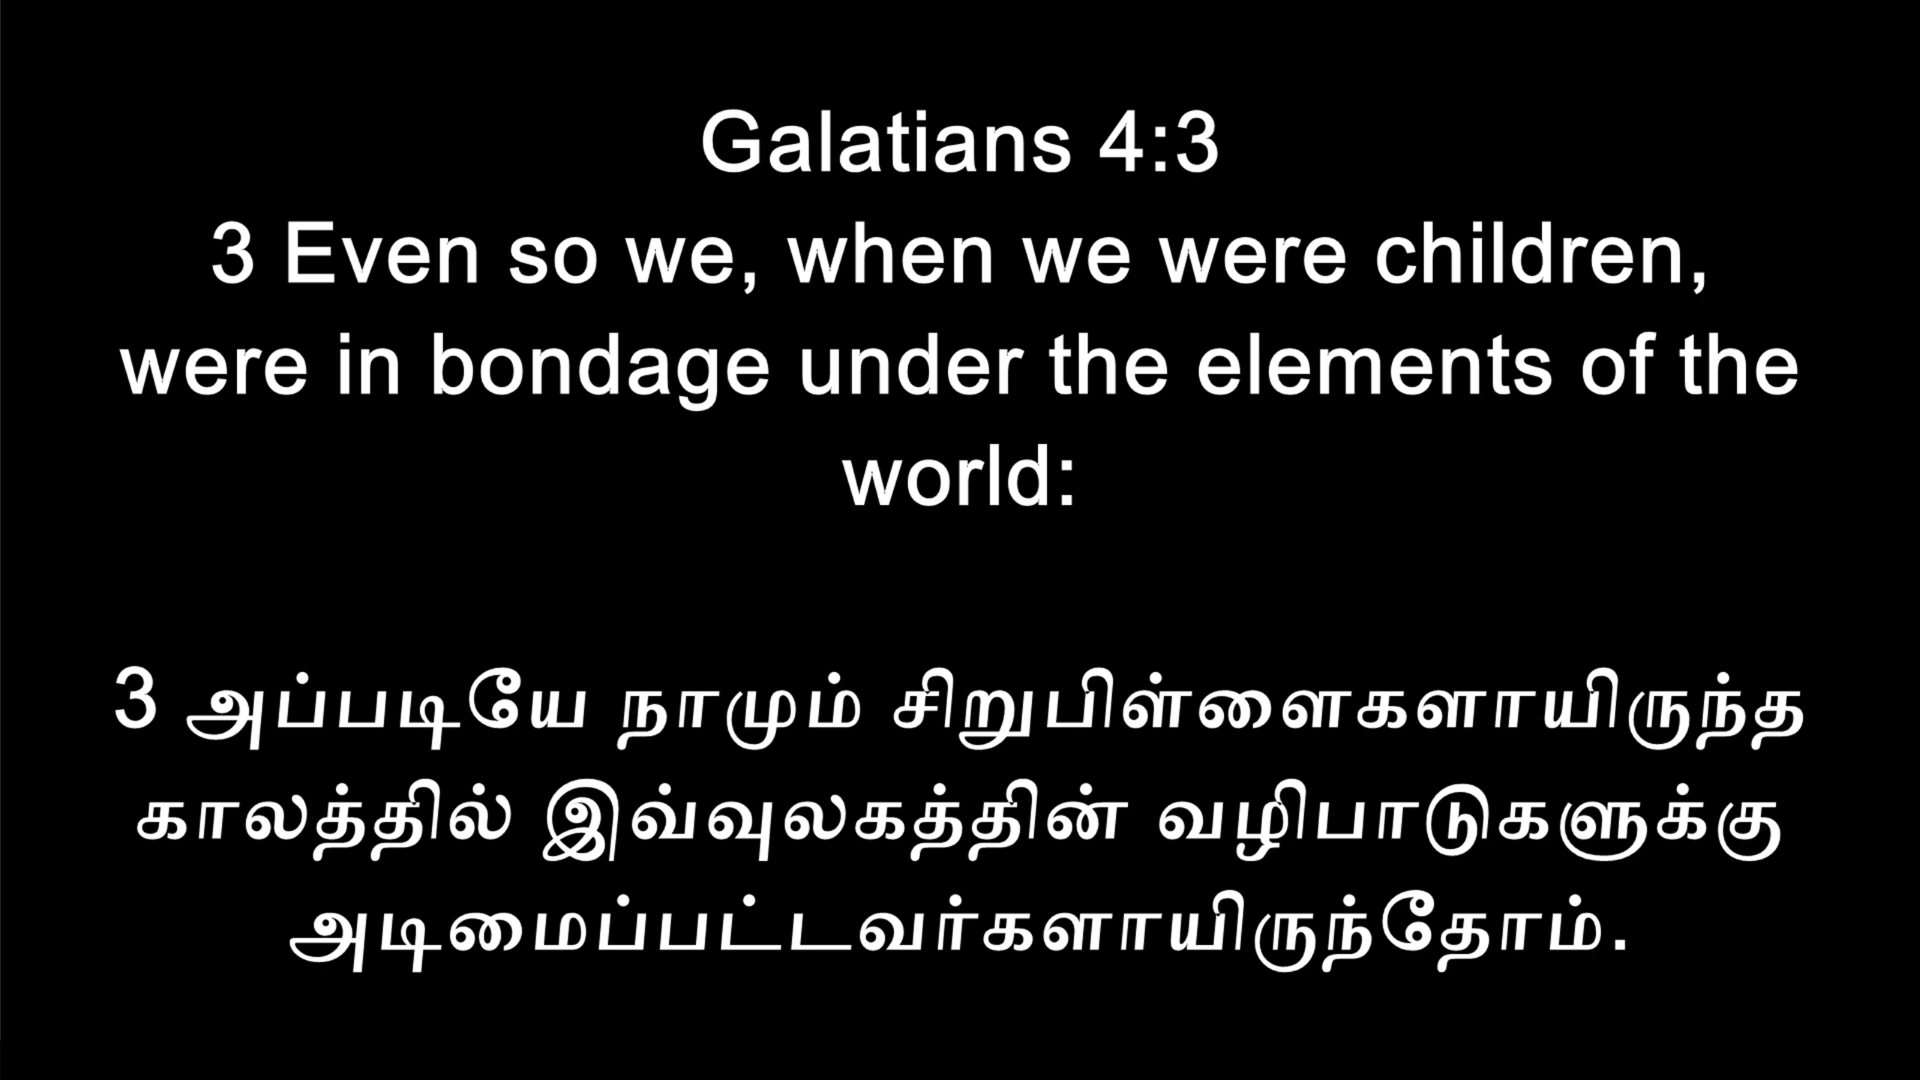 Galatians 4:3
3 Even so we, when we were children,
were in bondage under the elements of the
world:
3 அப்படியே நாமும் சிறுபிள்ளைகளாயிருந்த
காலத்தில் இவ்வுலகத்தின் வழிபாடுகளுக்கு
அடிமைப்பட்டவர்களாயிருந்தோம்.